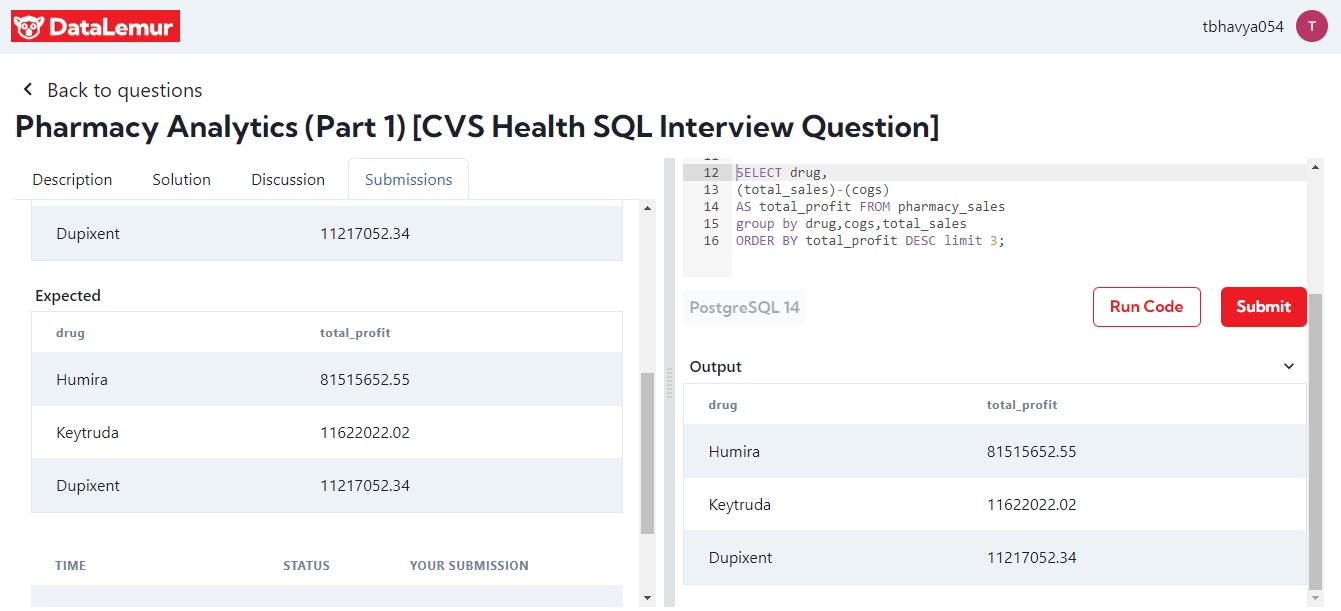 DataLemur
tbhavya054
T
Back to questions
Pharmacy Analytics (Part 1) [CVS Health SQL Interview Question]
Description
Solution
Discussion
Submissions
Dupixent 11217052.34
Expected
drug total_profit
Humira 81515652.55
Keytruda 11622022.02
Dupixent 11217052.34
TIME STATUS YOUR SUBMISSION
11
12 SELECT drug,
13 (total_sales)-(cogs)
14 AS total_profit FROM pharmacy_sales
15 group by drug,cogs,total_sales
16 ORDER BY total_profit DESC limit 3;
PostgreSQL 14
Run Code
Submit
Output
drug total_profit
Humira 81515652.55
Keytruda 11622022.02
Dupixent 11217052.34